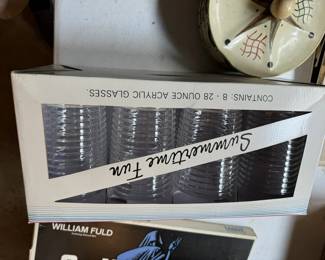 CONTAINS: 8 - 28 OUNCE ACRYLIC GLASSES.
Summertime Fun
WILLIAM FULD